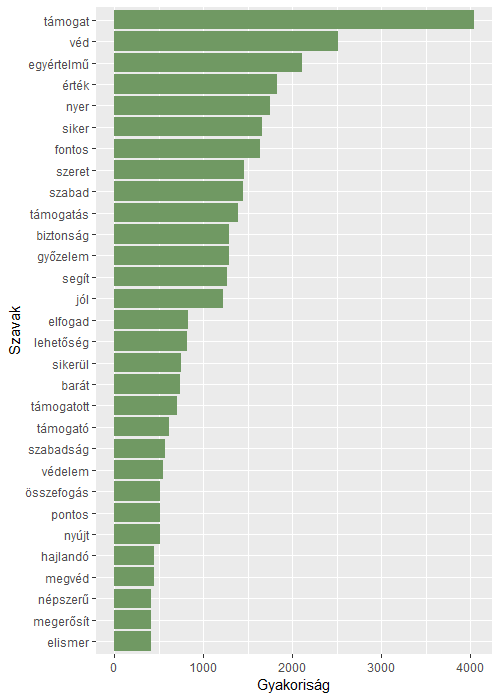 támogat
véd
egyértelmű
érték
nyer
siker
fontos
szeret
szabad
támogatás
biztonság
győzelem
segít
jól
elfogad
lehetőség
sikerül
barát
támogatott
támogató
szabadság
védelem
összefogás
pontos
nyújt
hajlandó
megvéd
népszerű
megerősít
elismer
Szavak
0 1000 2000 3000 4000
Gyakoriság